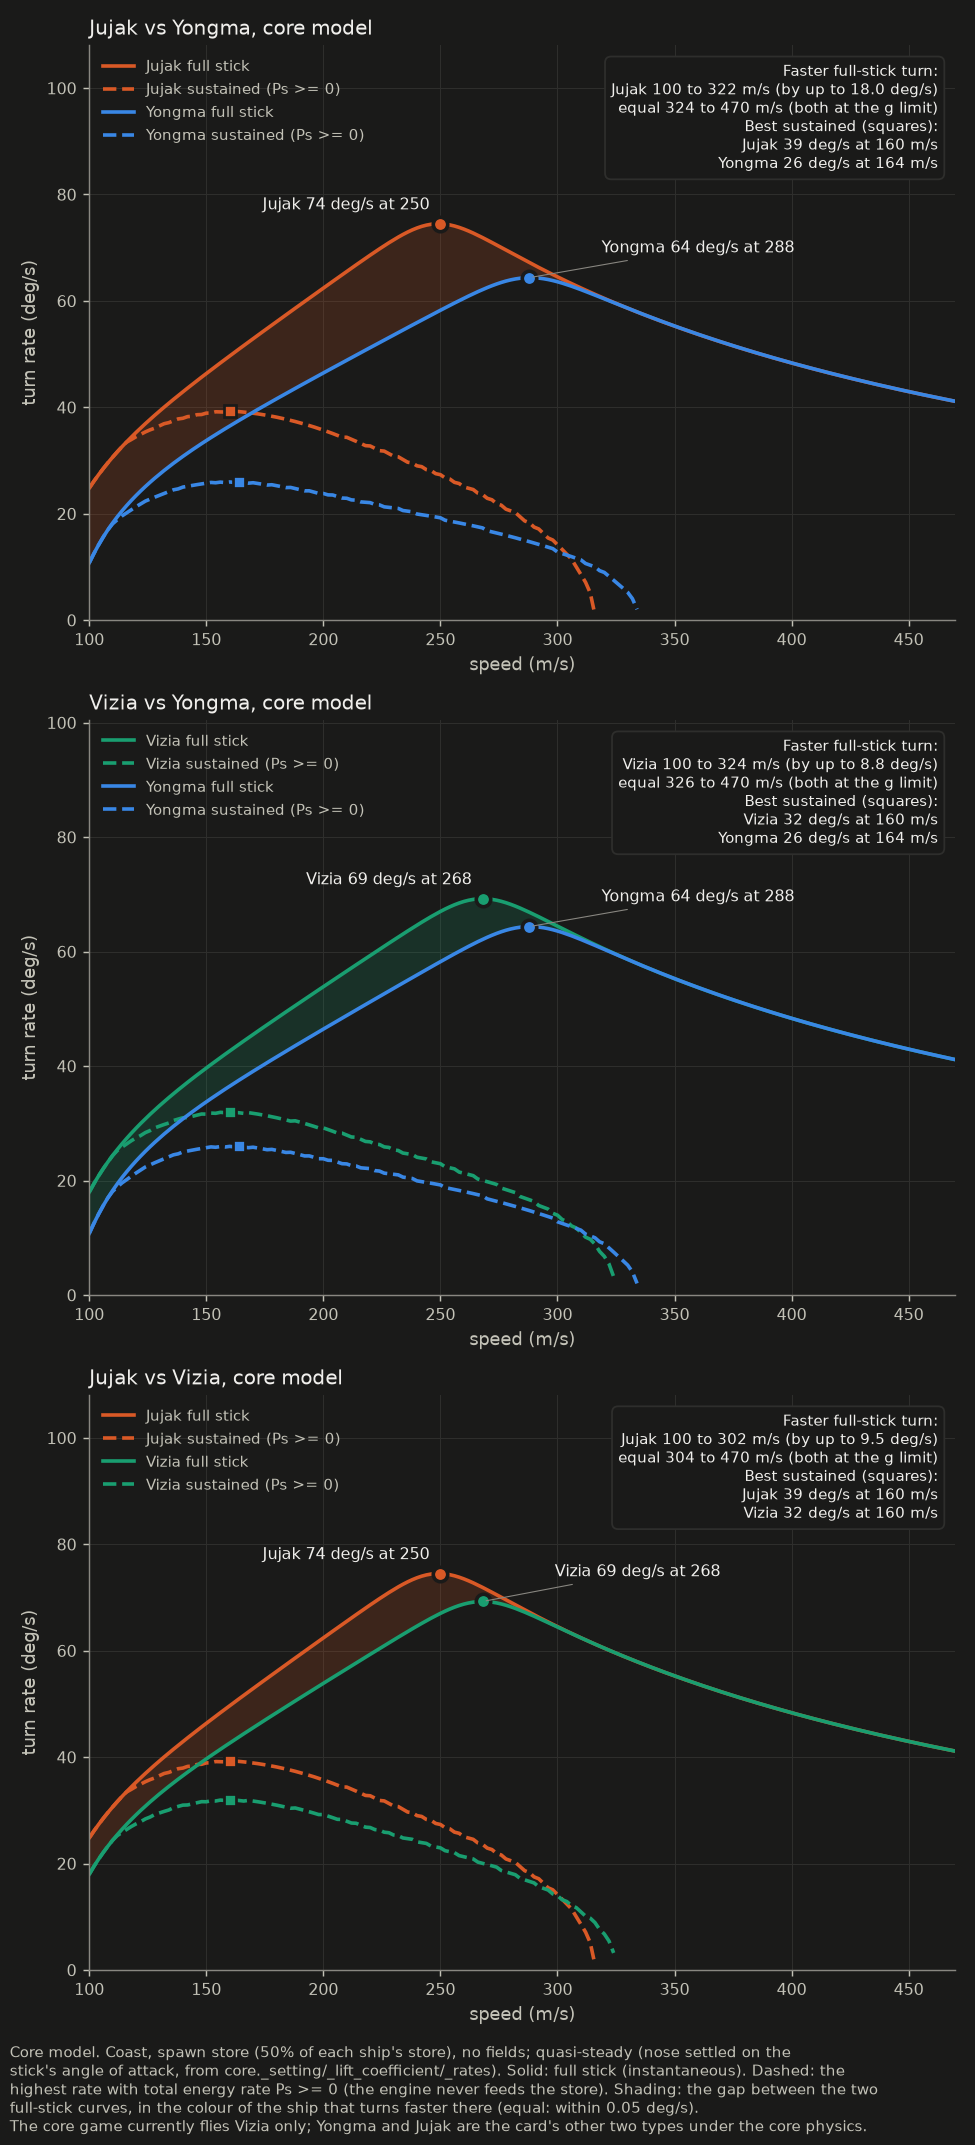 Jujak vs Yongma, core model
Jujak full stick
Jujak sustained (Ps >= 0)
Yongma full stick
Yongma sustained (Ps >= 0)
Faster full-stick turn:
Jujak 100 to 322 m/s (by up to 18.0 deg/s)
equal 324 to 470 m/s (both at the g limit)
Best sustained (squares):
Jujak 39 deg/s at 160 m/s
Yongma 26 deg/s at 164 m/s
Jujak 74 deg/s at 250
Yongma 64 deg/s at 288
turn rate (deg/s)
100
80
60
40
20
0
100 150 200 250 300 350 400 450
speed (m/s)
Vizia vs Yongma, core model
Vizia full stick
Vizia sustained (Ps >= 0)
Yongma full stick
Yongma sustained (Ps >= 0)
Faster full-stick turn:
Vizia 100 to 324 m/s (by up to 8.8 deg/s)
equal 326 to 470 m/s (both at the g limit)
Best sustained (squares):
Vizia 32 deg/s at 160 m/s
Yongma 26 deg/s at 164 m/s
Vizia 69 deg/s at 268
Yongma 64 deg/s at 288
turn rate (deg/s)
100
80
60
40
20
0
100 150 200 250 300 350 400 450
speed (m/s)
Jujak vs Vizia, core model
Jujak full stick
Jujak sustained (Ps >= 0)
Vizia full stick
Vizia sustained (Ps >= 0)
Faster full-stick turn:
Jujak 100 to 302 m/s (by up to 9.5 deg/s)
equal 304 to 470 m/s (both at the g limit)
Best sustained (squares):
Jujak 39 deg/s at 160 m/s
Vizia 32 deg/s at 160 m/s
Jujak 74 deg/s at 250
Vizia 69 deg/s at 268
turn rate (deg/s)
100
80
60
40
20
0
100 150 200 250 300 350 400 450
speed (m/s)
Core model. Coast, spawn store (50% of each ship's store), no fields; quasi-steady (nose settled on the
stick's angle of attack, from core._setting/_lift_coefficient/_rates). Solid: full stick (instantaneous). Dashed: the
highest rate with total energy rate Ps >= 0 (the engine never feeds the store). Shading: the gap between the two
full-stick curves, in the colour of the ship that turns faster there (equal: within 0.05 deg/s).
The core game currently flies Vizia only; Yongma and Jujak are the card's other two types under the core physics.